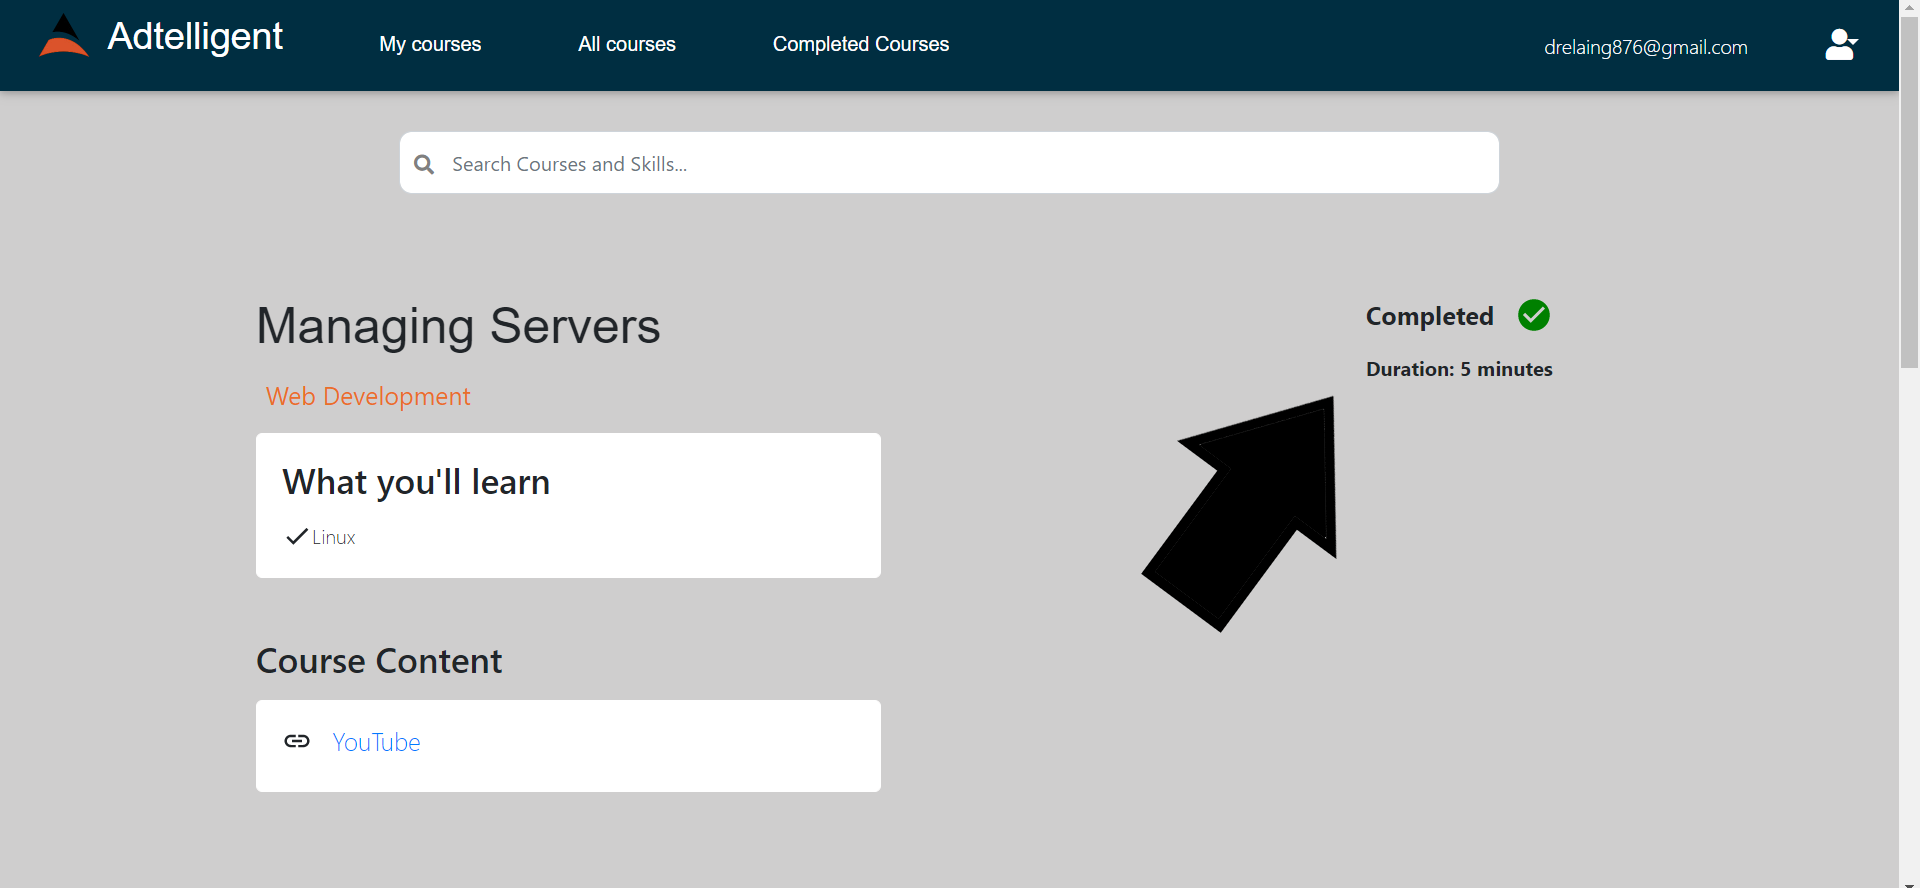 Adtelligent
My courses
All courses
Completed Courses
drelaing876@gmail.com
Search Courses and Skills...
Managing Servers
Completed
Duration: 5 minutes
Web Development
What you'll learn
Linux
Course Content
YouTube